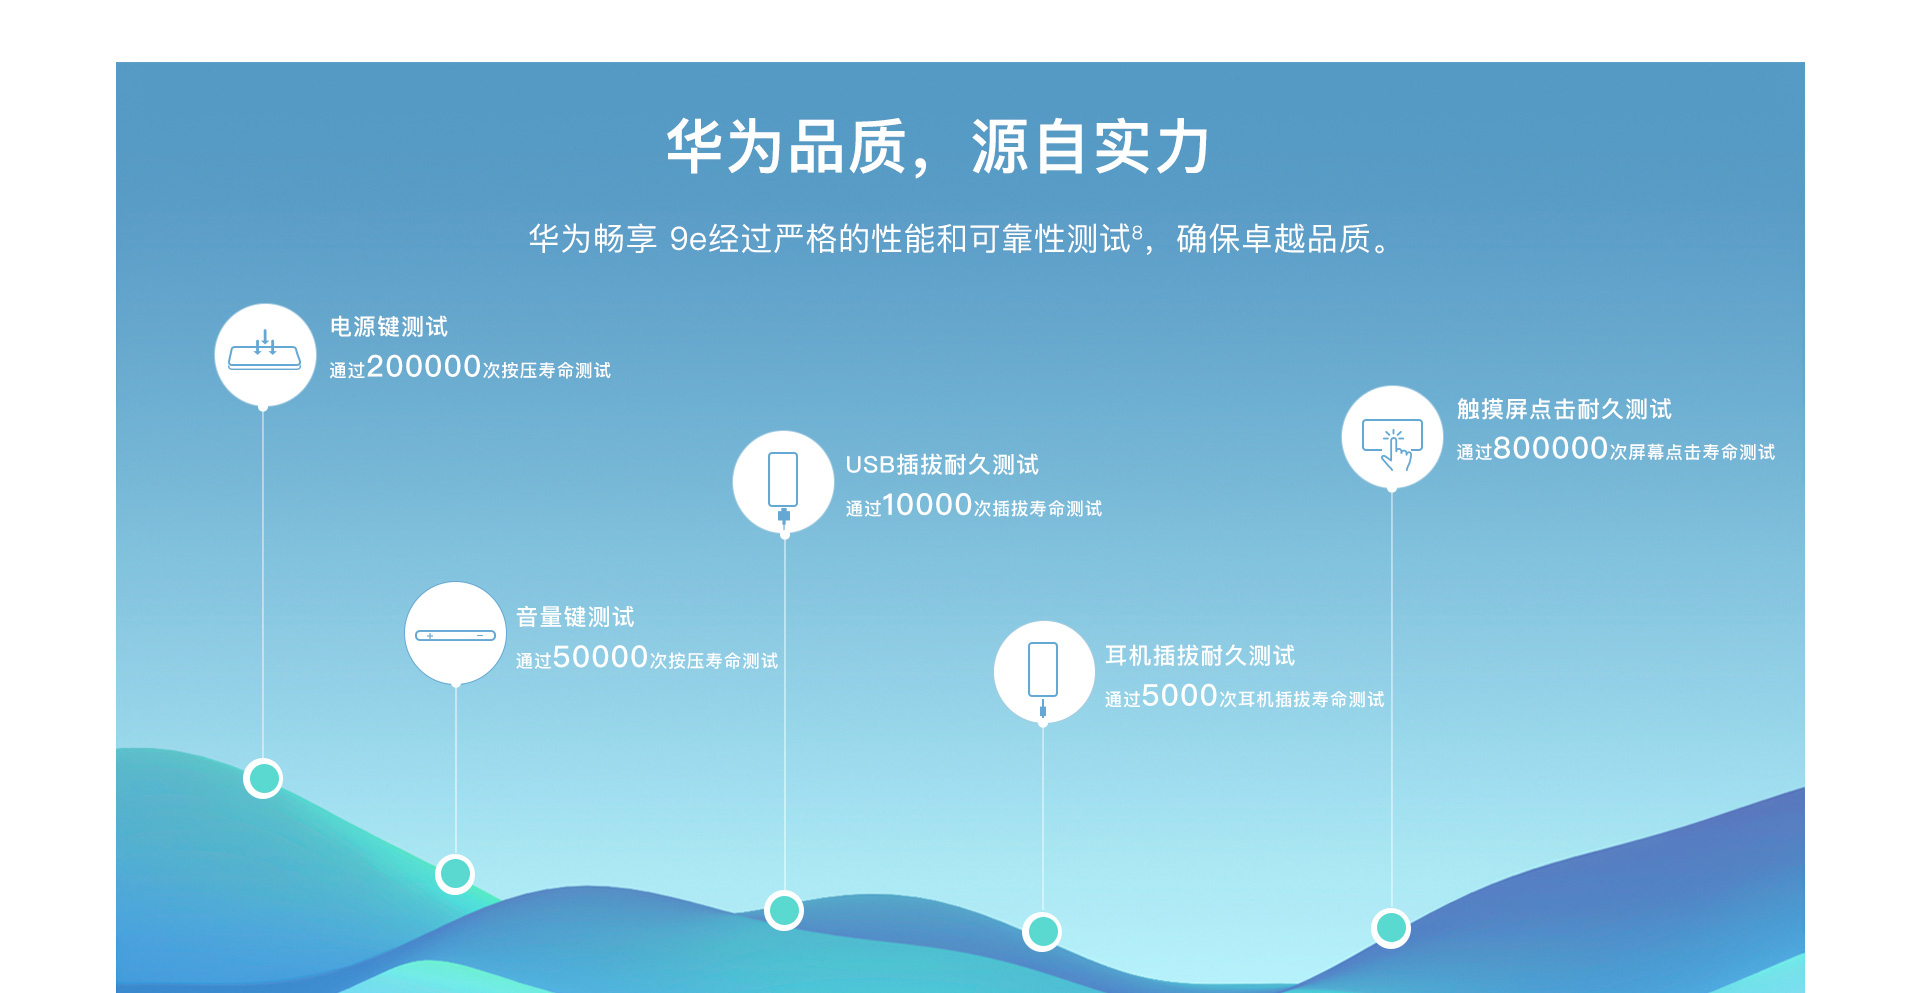 华为品质，源自实力
华为畅享 9e经过严格的性能和可靠性测试8，确保卓越品质。
电源键测试
通过200000次按压寿命测试
触摸屏点击耐久测试
通过800000次屏幕点击寿命测试
USB插拔耐久测试
通过10000次插拔寿命测试
音量键测试
通过50000次按压寿命测试
耳机插拔耐久测试
通过5000次耳机插拔寿命测试